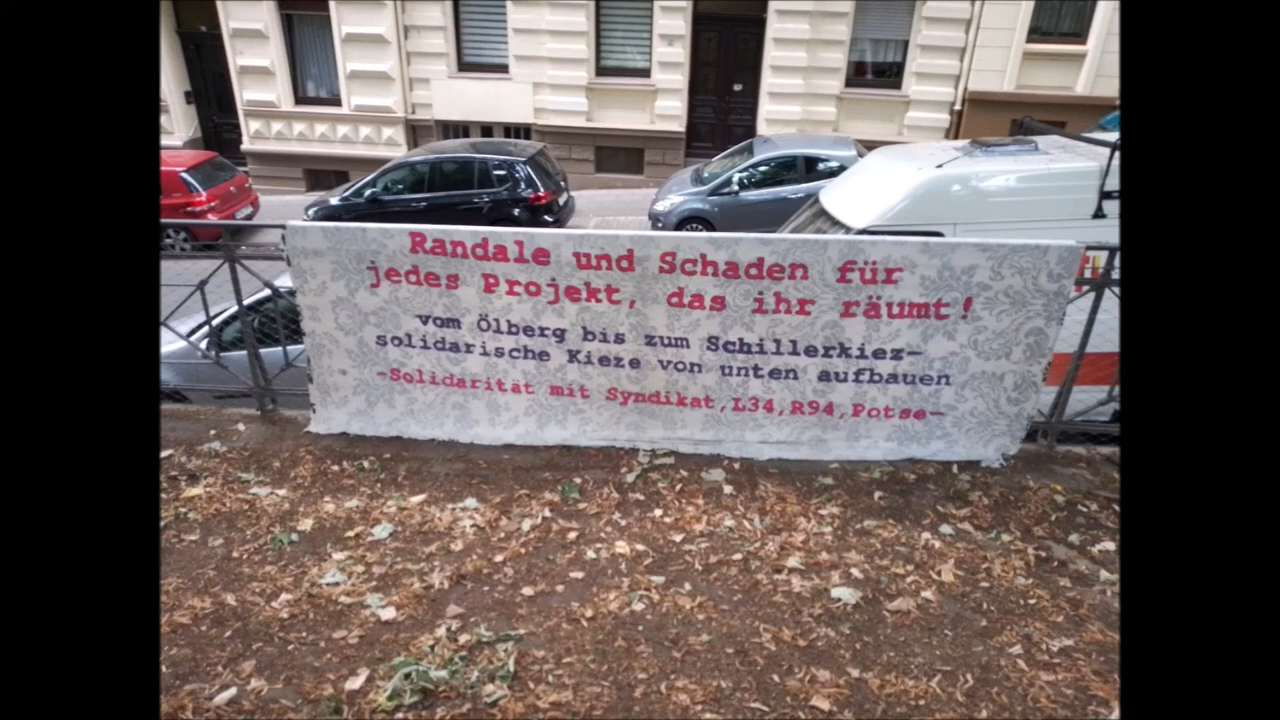 Randale und Schaden für
jedes Projekt, das ihr räumt!
vom Ölberg bis zum Schillerkiez-
solidarische Kieze von unten aufbauen
-Solidarität mit Syndikat,L34,R94,Potse-